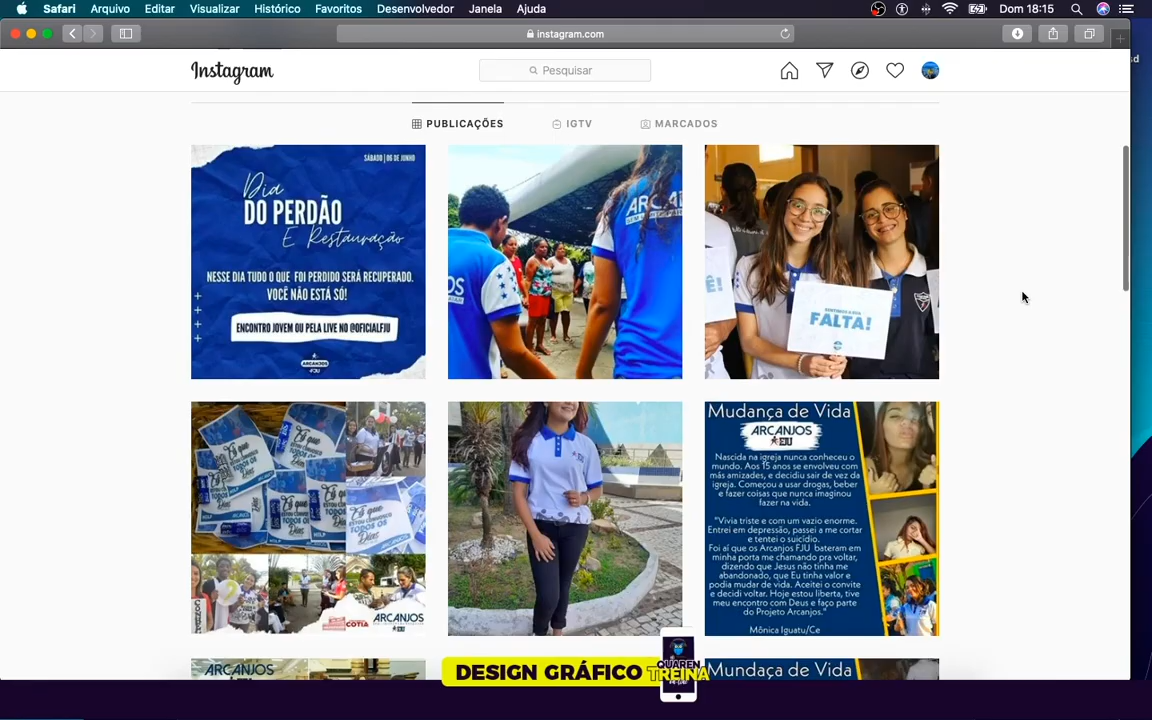 Safari Arquivo Editar Visualizar Histórico Favoritos Desenvolvedor Janela Ajuda Dom 18:15
instagram.com
Instagram
Pesquisar
PUBLICAÇÕES IGTV MARCADOS
SÁBADO | 06 DE JUNHO
Dia
DO PERDÃO
E Restauração
NESSE DIA TUDO O QUE FOI PERDIDO SERÁ RECUPERADO.
VOCÊ NÃO ESTÁ SÓ!
ENCONTRO JOVEM OU PELA LIVE NO @OFICIALFJU
ARCANJOS
FJU
FALTA!
TODOS OS
Dias
ARCANJOS
COTIA
Mudança de Vida
ARCANJOS
FJU
Nascida na igreja nunca conheceu o
mundo. Aos 15 anos se envolveu com
más amizades, e decidiu sair de vez da
igreja. Começou a usar drogas, beber
e fazer coisas que nunca imaginou
fazer na vida.
"Vivia triste e com um vazio enorme.
Entrei em depressão, passei a me cortar
e tentei o suicídio.
Foi aí que os Arcanjos FJU bateram em
minha porta me chamando pra voltar,
dizendo que Jesus não tinha me
abandonado, que Eu tinha valor e
podia mudar de vida. Aceitei o convite
e decidi voltar. Hoje estou liberta, tive
meu encontro com Deus e faço parte
do Projeto Arcanjos."
Mônica Iguatu/Ce
ARCANJOS
Mundaça de Vida
DESIGN GRÁFICO
QUAREN
TREINA